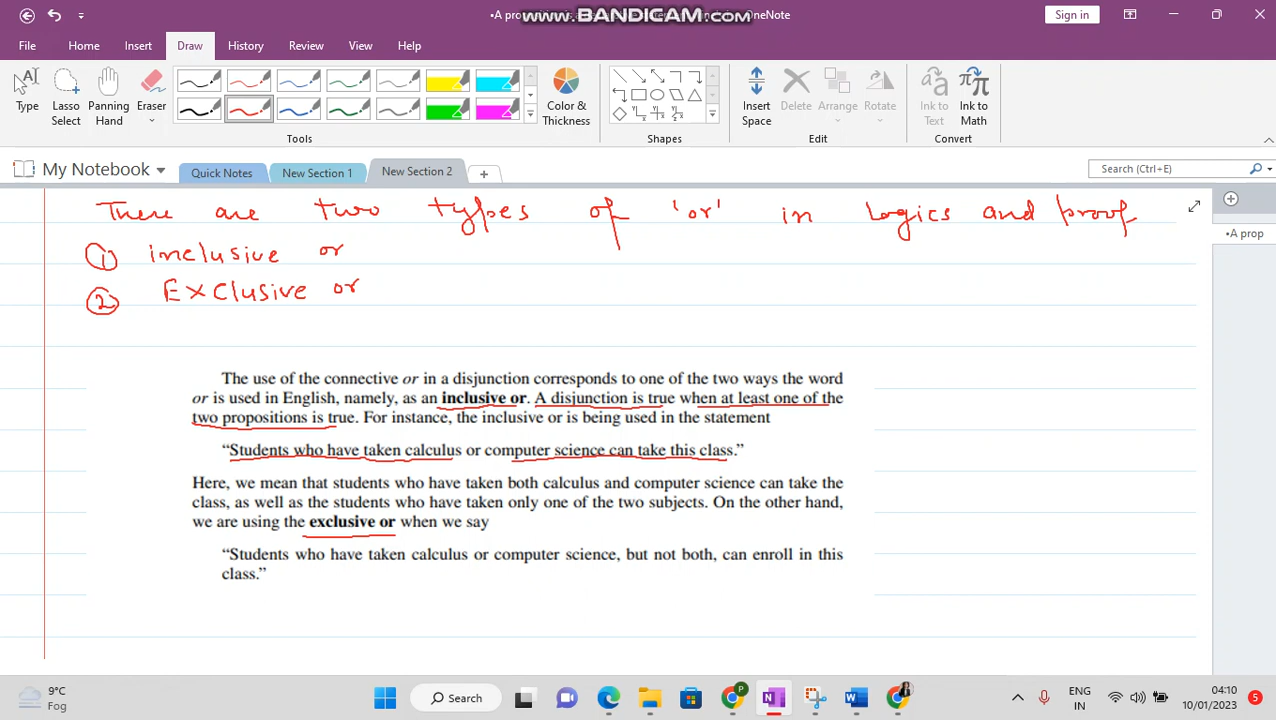 •A prop
www.BANDICAM.com
OneNote
Sign in
File Home Insert Draw History Review View Help
Type
Lasso Select
Panning Hand
Eraser
Color & Thickness
Insert Space
Delete
Arrange
Rotate
Ink to Text
Ink to Math
Tools
Shapes
Edit
Convert
My Notebook
Quick Notes
New Section 1
New Section 2
Search (Ctrl+E)
•A prop
There are two types of 'or' in logics and proof
① inclusive or
② Exclusive or
The use of the connective or in a disjunction corresponds to one of the two ways the word
or is used in English, namely, as an inclusive or. A disjunction is true when at least one of the
two propositions is true. For instance, the inclusive or is being used in the statement
“Students who have taken calculus or computer science can take this class.”
Here, we mean that students who have taken both calculus and computer science can take the
class, as well as the students who have taken only one of the two subjects. On the other hand,
we are using the exclusive or when we say
“Students who have taken calculus or computer science, but not both, can enroll in this
class.”
9°C
Fog
Search
ENG
IN
04:10
10/01/2023
5